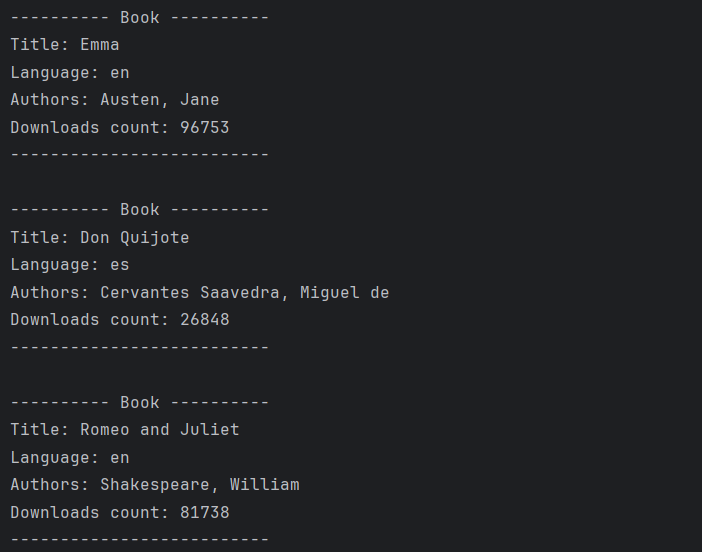 ---------- Book ----------
Title: Emma
Language: en
Authors: Austen, Jane
Downloads count: 96753
--------------------------
---------- Book ----------
Title: Don Quijote
Language: es
Authors: Cervantes Saavedra, Miguel de
Downloads count: 26848
--------------------------
---------- Book ----------
Title: Romeo and Juliet
Language: en
Authors: Shakespeare, William
Downloads count: 81738
--------------------------